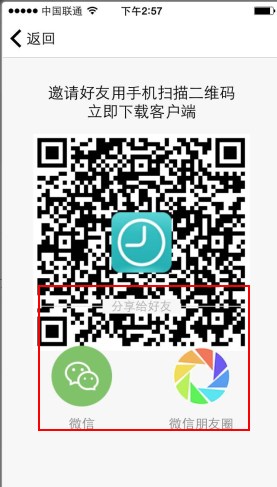 中国联通 下午2:57
返回
邀请好友用手机扫描二维码
立即下载客户端
分享给好友
微信 微信朋友圈